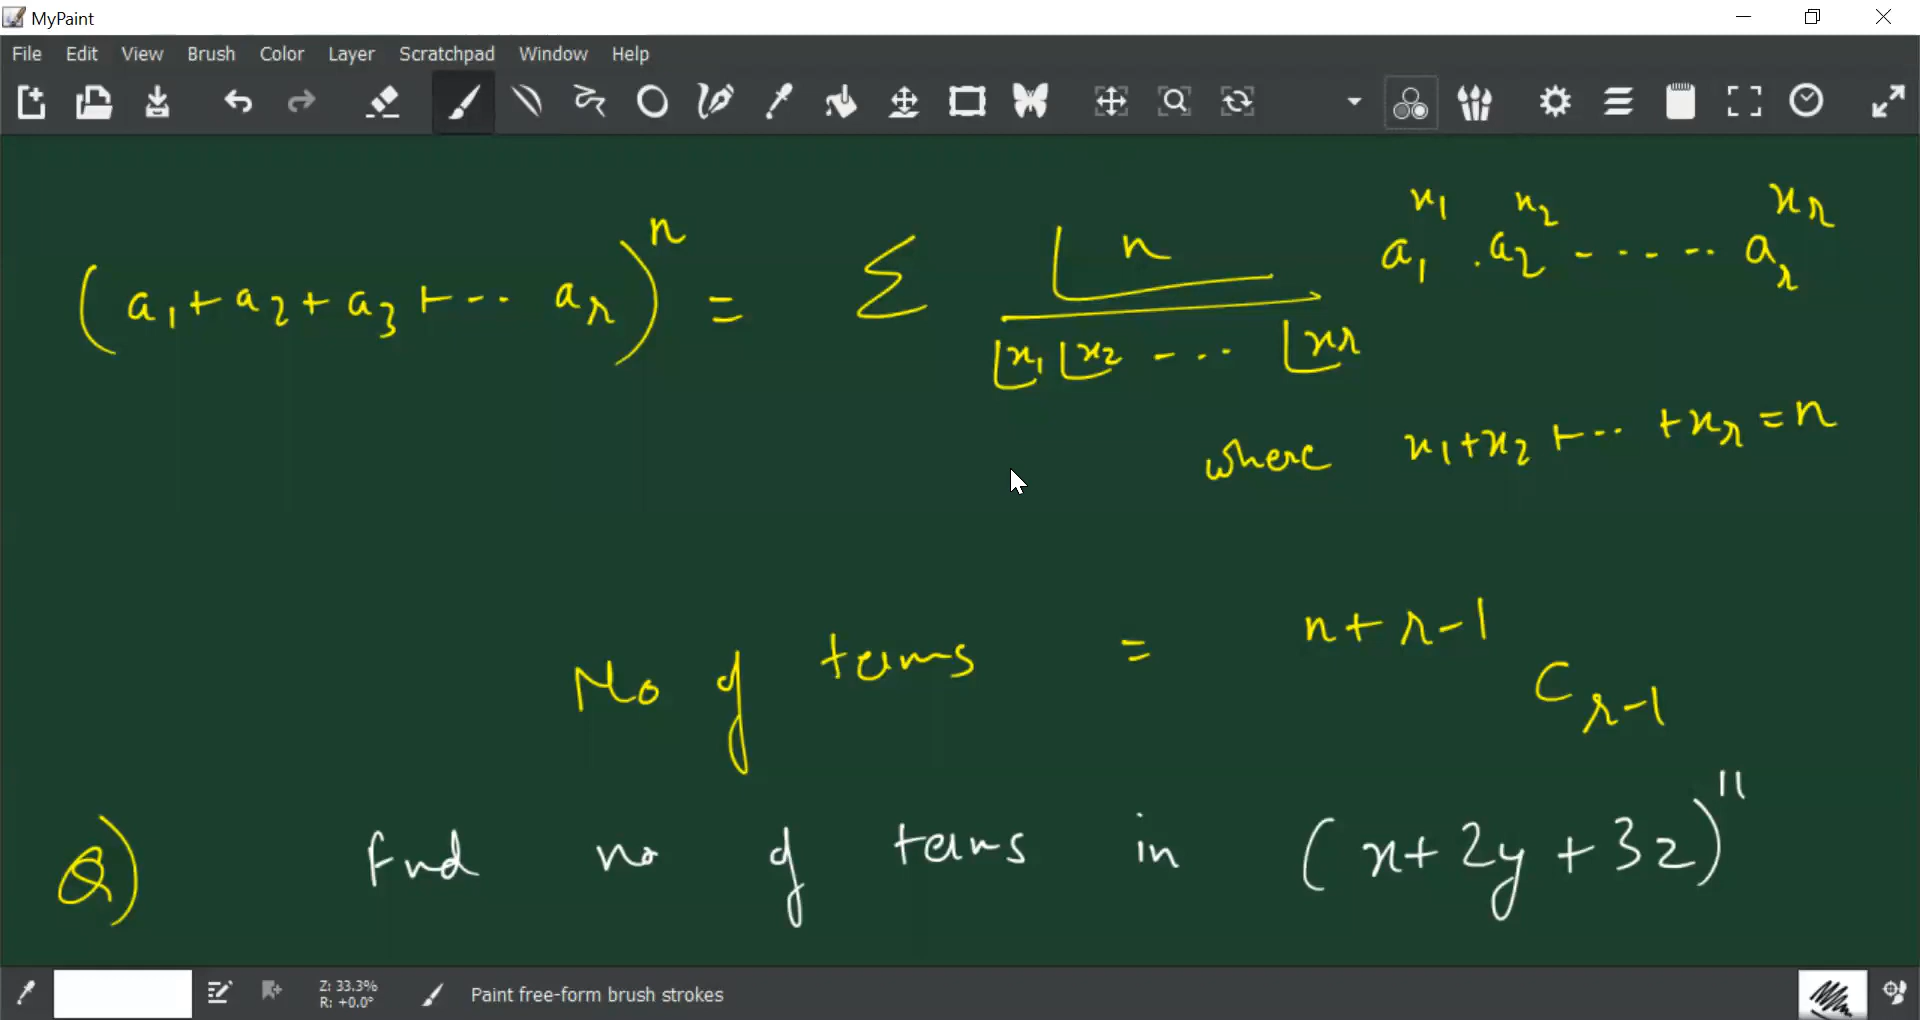 MyPaint
File Edit View Brush Color Layer Scratchpad Window Help
(a₁ + a₂ + a₃ + -·· aᵣ)ⁿ = Σ ⌊n / ⌊x₁ ⌊x₂ - ·· ⌊xᵣ a₁^x₁ . a₂^x₂ - ·· - ·· aᵣ^xᵣ
where x₁ + x₂ + -·· + xᵣ = n
No of terms = n+r-1 C r-1
Q) Find no of terms in (x + 2y + 3z)¹¹
Z: 33.3%
R: +0.0°
Paint free-form brush strokes